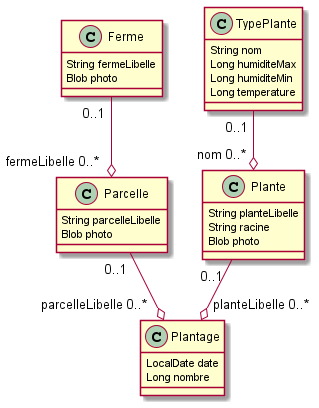 C Ferme
String fermeLibelle
Blob photo
C TypePlante
String nom
Long humiditeMax
Long humiditeMin
Long temperature
0..1
0..1
fermeLibelle 0..*
nom 0..*
C Parcelle
String parcelleLibelle
Blob photo
C Plante
String planteLibelle
String racine
Blob photo
0..1
0..1
parcelleLibelle 0..*
planteLibelle 0..*
C Plantage
LocalDate date
Long nombre